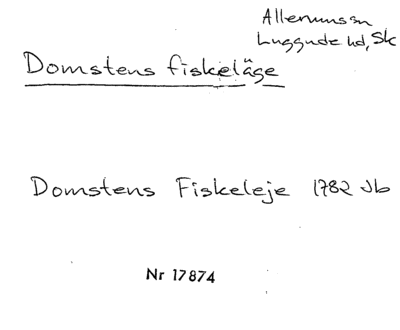 Allerums sn
Luggude hd, Sk
Domstens fiskeläge
Domstens Fiskeleje 1782 Jb
Nr 17874